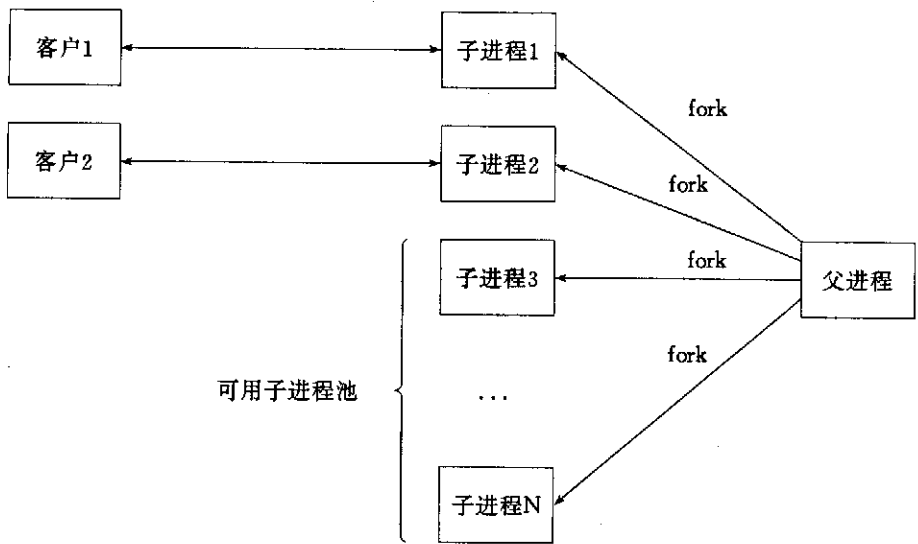 客户1
子进程1
fork
客户2
子进程2
fork
子进程3
fork
父进程
fork
可用子进程池
...
子进程N